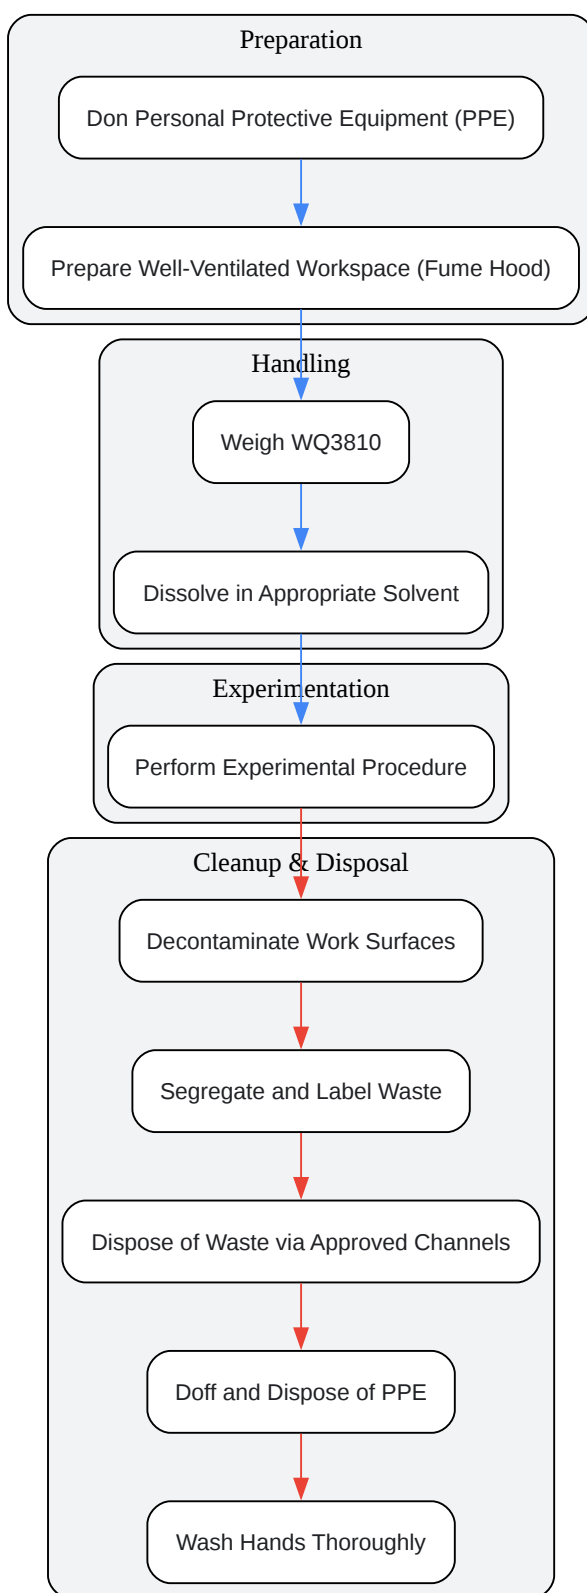 Preparation
Don Personal Protective Equipment (PPE)
Prepare Well-Ventilated Workspace (Fume Hood)
Handling
Weigh WQ3810
Dissolve in Appropriate Solvent
Experimentation
Perform Experimental Procedure
Cleanup & Disposal
Decontaminate Work Surfaces
Segregate and Label Waste
Dispose of Waste via Approved Channels
Doff and Dispose of PPE
Wash Hands Thoroughly